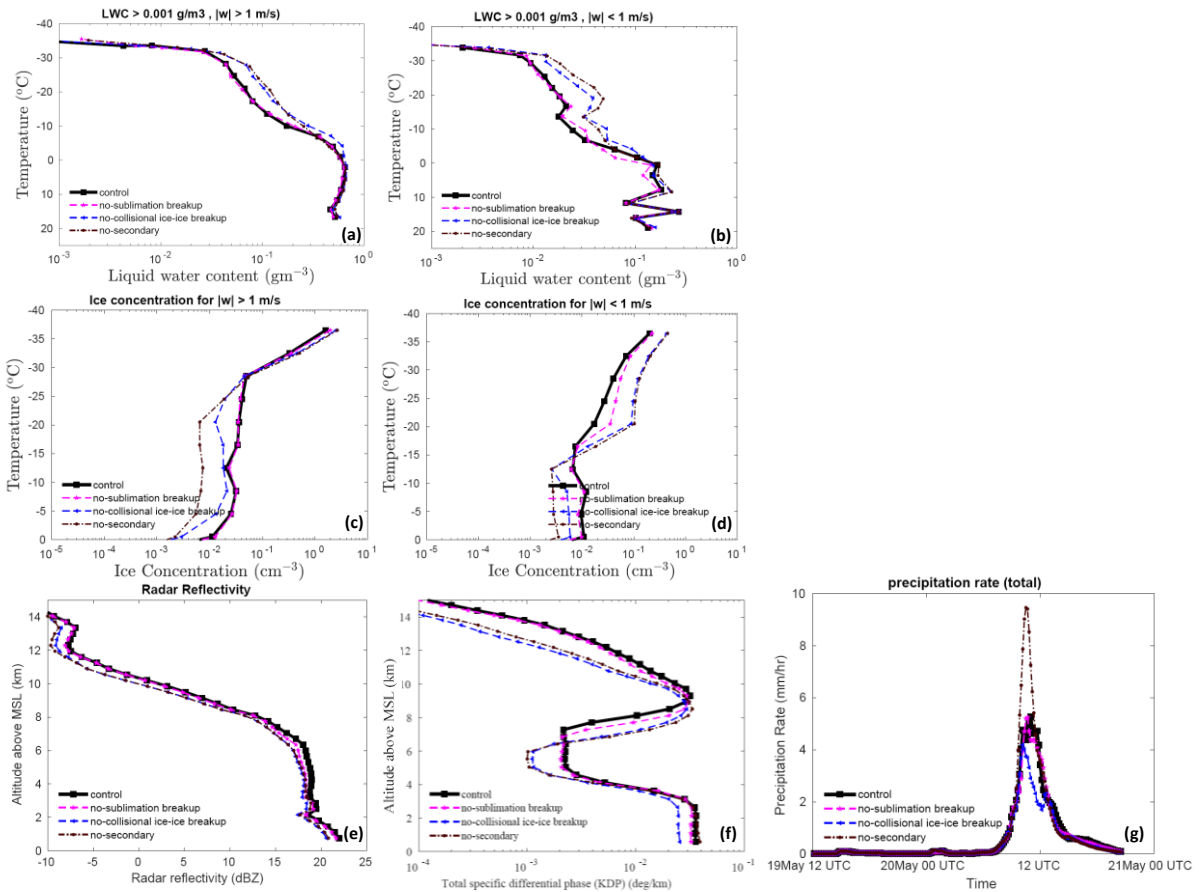 LWC > 0.001 g/m3 , |w| > 1 m/s
-40
-30
-20
-10
0
10
20
Temperature (°C)
control
no-sublimation breakup
no-collisional ice-ice breakup
no-secondary
(a)
10⁻³ 10⁻² 10⁻¹ 10⁰
Liquid water content (gm⁻³)
LWC > 0.001 g/m3 , |w| < 1 m/s
-40
-30
-20
-10
0
10
20
Temperature (°C)
control
no-sublimation breakup
no-collisional ice-ice breakup
no-secondary
(b)
10⁻³ 10⁻² 10⁻¹ 10⁰
Liquid water content (gm⁻³)
Ice concentration for |w| > 1 m/s
-40
-35
-30
-25
-20
-15
-10
-5
0
Temperature (°C)
control
no-sublimation breakup
no-collisional ice-ice breakup
no-secondary
(c)
10⁻⁵ 10⁻⁴ 10⁻³ 10⁻² 10⁻¹ 10⁰ 10¹
Ice Concentration (cm⁻³)
Ice concentration for |w| < 1 m/s
-40
-35
-30
-25
-20
-15
-10
-5
0
Temperature (°C)
control
no-sublimation breakup
no-collisional ice-ice breakup
no-secondary
(d)
10⁻⁵ 10⁻⁴ 10⁻³ 10⁻² 10⁻¹ 10⁰ 10¹
Ice Concentration (cm⁻³)
Radar Reflectivity
14
12
10
8
6
4
2
0
Altitude above MSL (km)
control
no-sublimation breakup
no-collisional ice-ice breakup
no-secondary
(e)
-10 -5 0 5 10 15 20 25
Radar reflectivity (dBZ)
14
12
10
8
6
4
2
0
Altitude above MSL (km)
control
no-sublimation breakup
no-collisional ice-ice breakup
no-secondary
(f)
10⁻⁴ 10⁻³ 10⁻² 10⁻¹
Total specific differential phase (KDP) (deg/km)
precipitation rate (total)
10
8
6
4
2
0
Precipitation Rate (mm/hr)
control
no-sublimation breakup
no-collisional ice-ice breakup
no-secondary
(g)
19May 12 UTC 20May 00 UTC 12 UTC 21May 00 UTC
Time